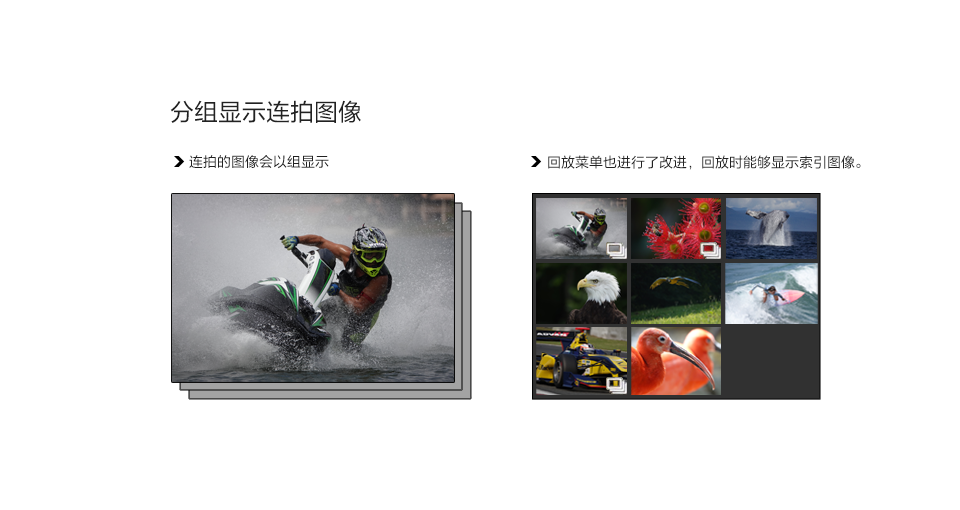 分组显示连拍图像
连拍的图像会以组显示
回放菜单也进行了改进，回放时能够显示索引图像。